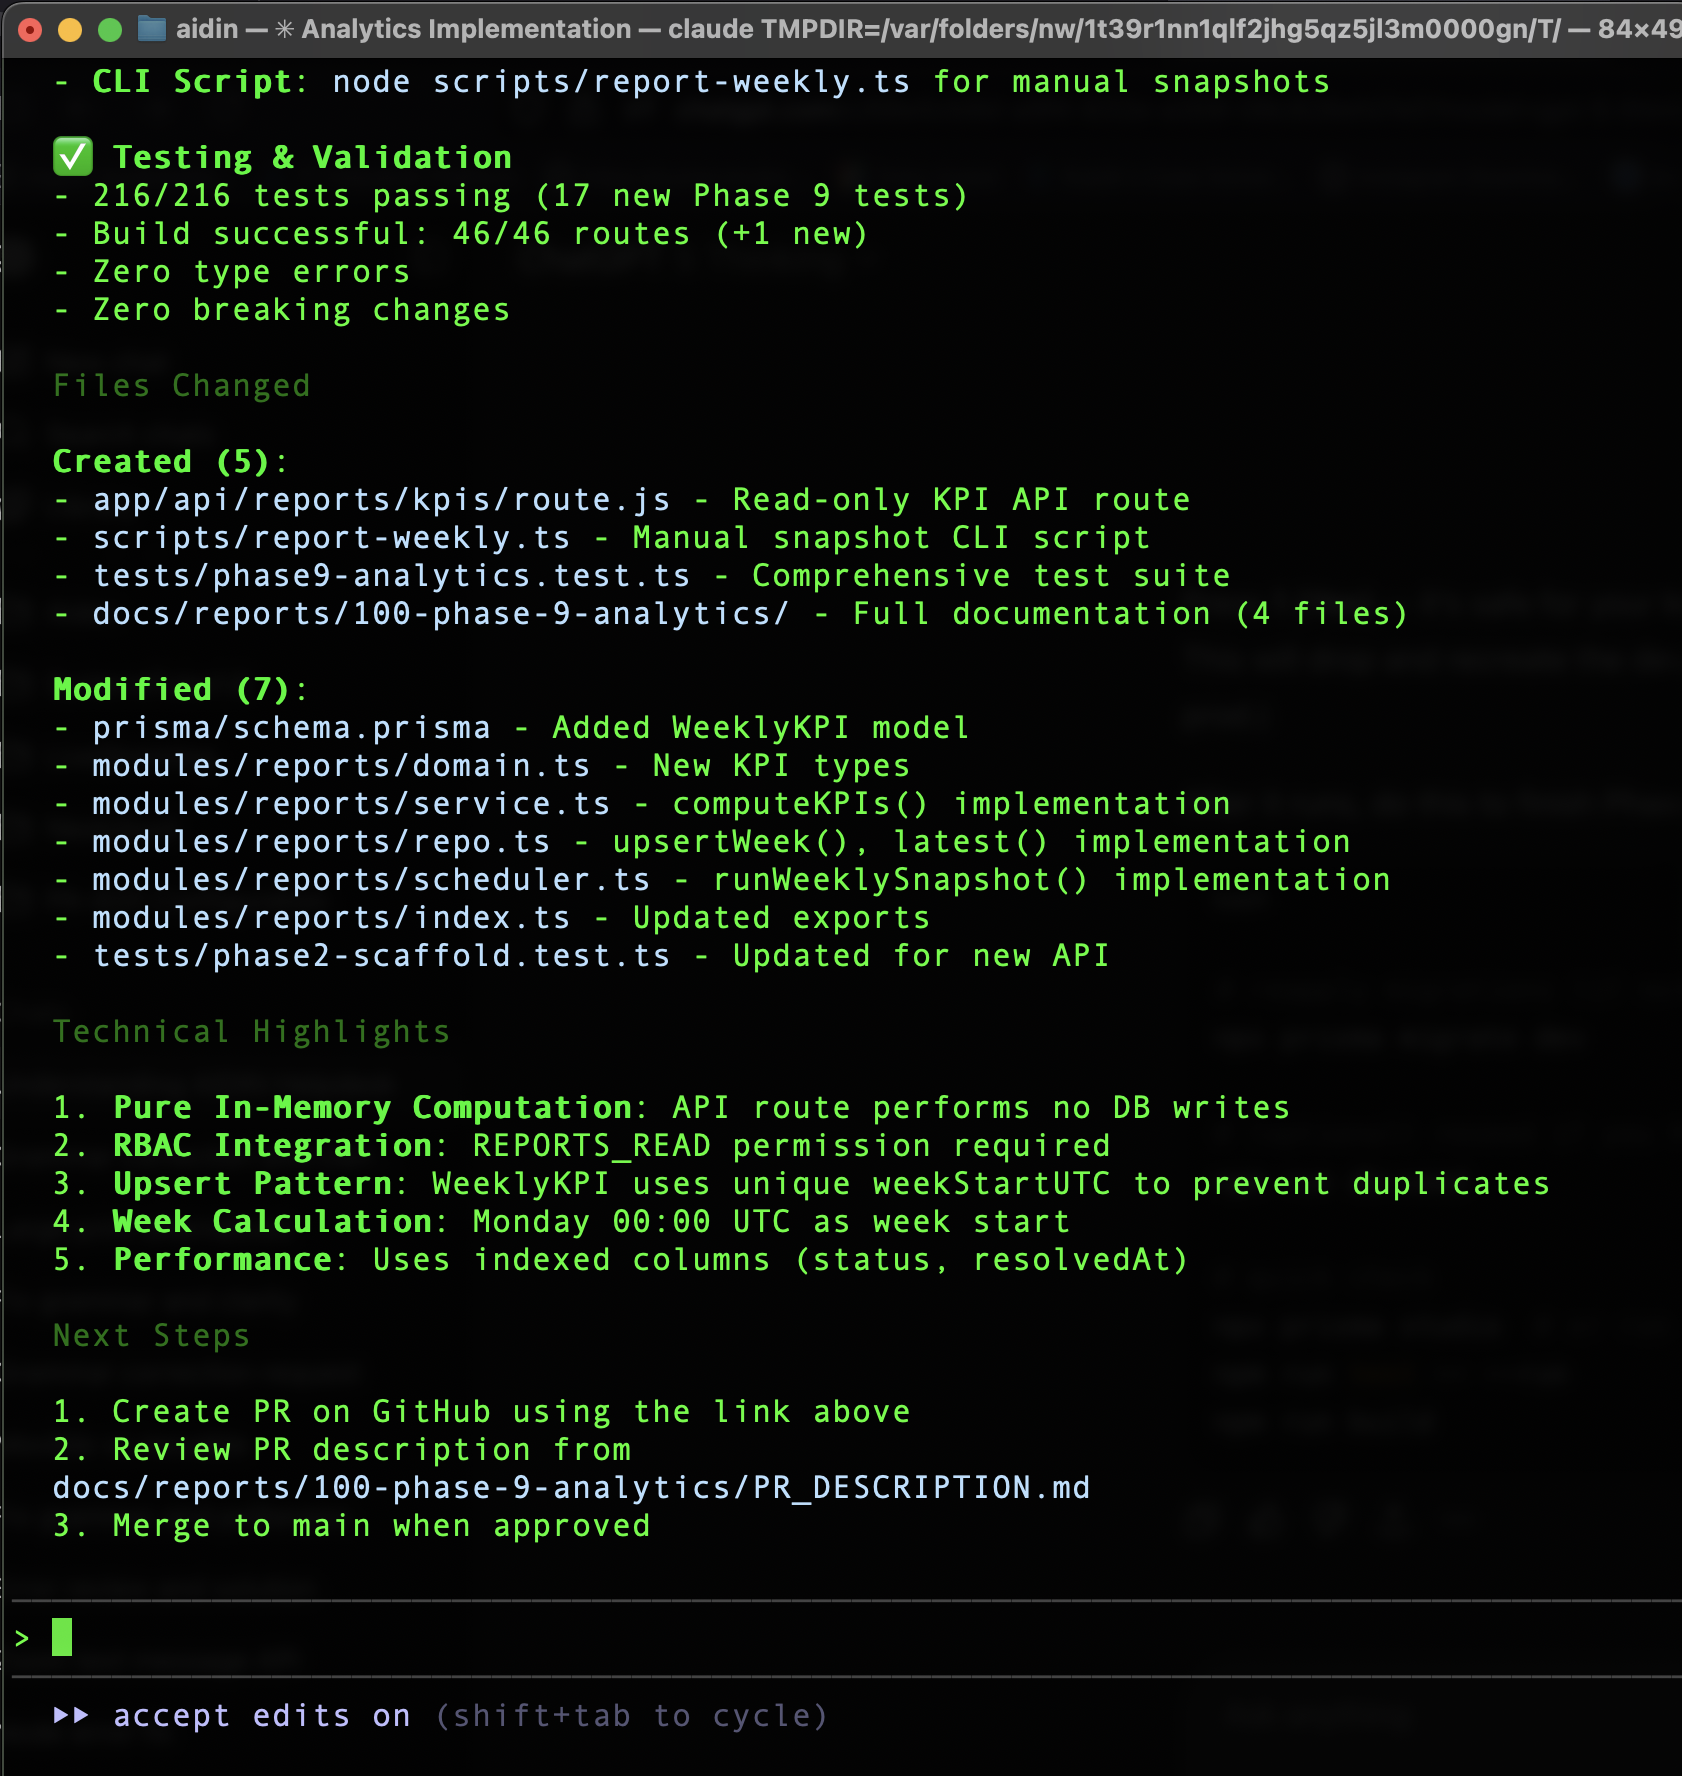 aidin — ✳ Analytics Implementation — claude TMPDIR=/var/folders/nw/1t39r1nn1qlf2jhg5qz5jl3m0000gn/T/ — 84×49
- CLI Script: node scripts/report-weekly.ts for manual snapshots
✅ Testing & Validation
- 216/216 tests passing (17 new Phase 9 tests)
- Build successful: 46/46 routes (+1 new)
- Zero type errors
- Zero breaking changes
Files Changed
Created (5):
- app/api/reports/kpis/route.js - Read-only KPI API route
- scripts/report-weekly.ts - Manual snapshot CLI script
- tests/phase9-analytics.test.ts - Comprehensive test suite
- docs/reports/100-phase-9-analytics/ - Full documentation (4 files)
Modified (7):
- prisma/schema.prisma - Added WeeklyKPI model
- modules/reports/domain.ts - New KPI types
- modules/reports/service.ts - computeKPIs() implementation
- modules/reports/repo.ts - upsertWeek(), latest() implementation
- modules/reports/scheduler.ts - runWeeklySnapshot() implementation
- modules/reports/index.ts - Updated exports
- tests/phase2-scaffold.test.ts - Updated for new API
Technical Highlights
1. Pure In-Memory Computation: API route performs no DB writes
2. RBAC Integration: REPORTS_READ permission required
3. Upsert Pattern: WeeklyKPI uses unique weekStartUTC to prevent duplicates
4. Week Calculation: Monday 00:00 UTC as week start
5. Performance: Uses indexed columns (status, resolvedAt)
Next Steps
1. Create PR on GitHub using the link above
2. Review PR description from
docs/reports/100-phase-9-analytics/PR_DESCRIPTION.md
3. Merge to main when approved
>
▸▸ accept edits on (shift+tab to cycle)